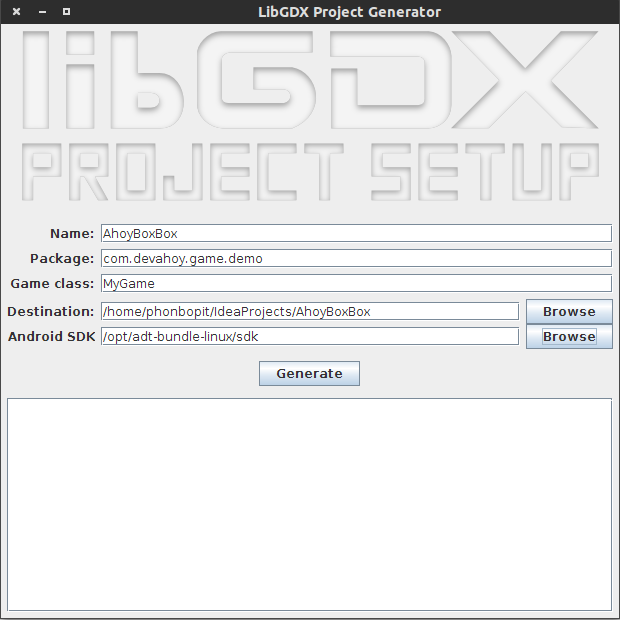 LibGDX Project Generator
libGDX
PROJECT SETUP
Name: AhoyBoxBox
Package: com.devahoy.game.demo
Game class: MyGame
Destination: /home/phonbopit/IdeaProjects/AhoyBoxBox Browse
Android SDK /opt/adt-bundle-linux/sdk Browse
Generate